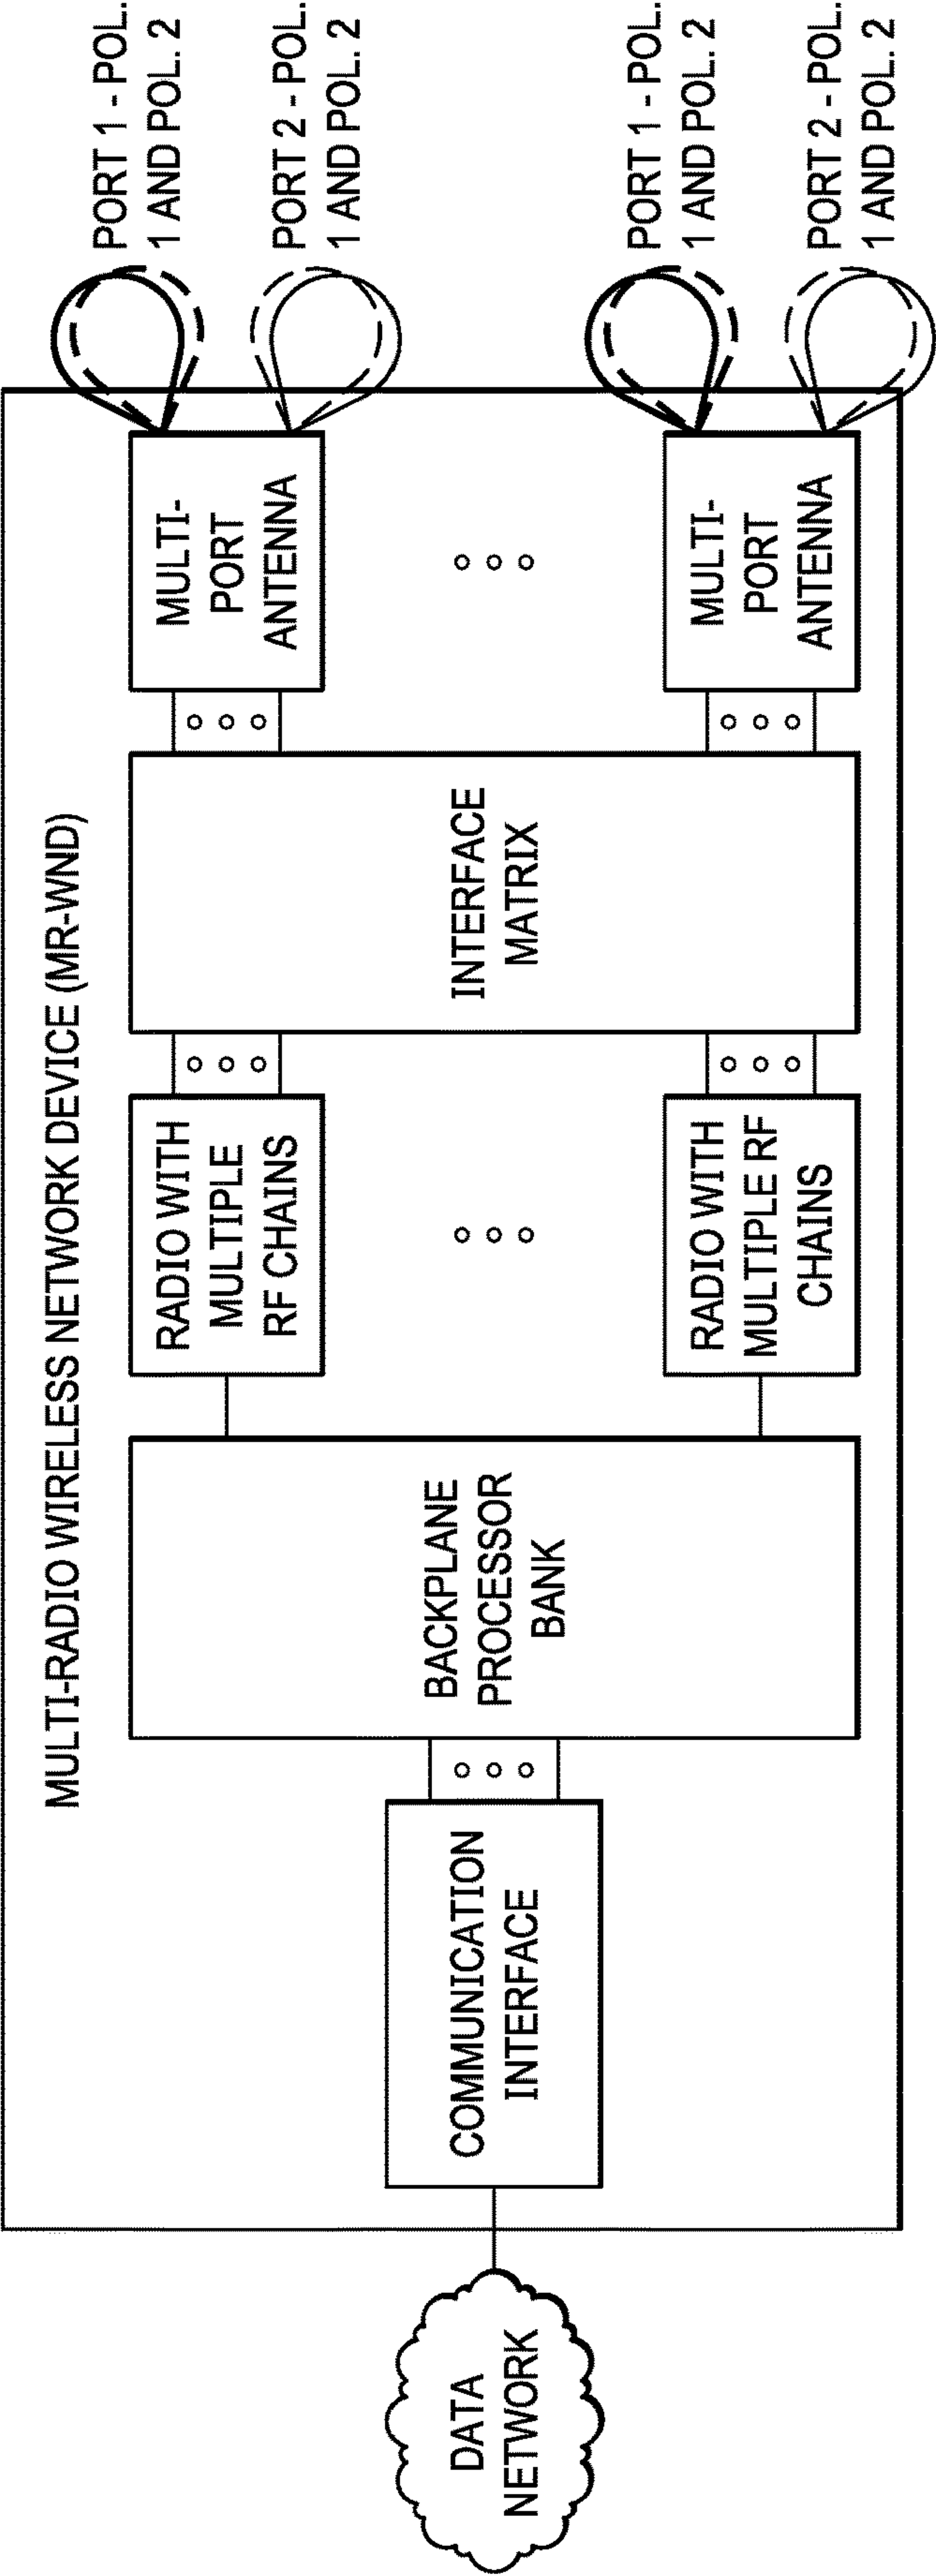 MULTI-RADIO WIRELESS NETWORK DEVICE (MR-WND)
DATA
NETWORK
COMMUNICATION
INTERFACE
BACKPLANE
PROCESSOR
BANK
RADIO WITH
MULTIPLE
RF CHAINS
RADIO WITH
MULTIPLE RF
CHAINS
INTERFACE
MATRIX
MULTI-
PORT
ANTENNA
MULTI-
PORT
ANTENNA
PORT 1 - POL.
1 AND POL. 2
PORT 2 - POL.
1 AND POL. 2
PORT 1 - POL.
1 AND POL. 2
PORT 2 - POL.
1 AND POL. 2